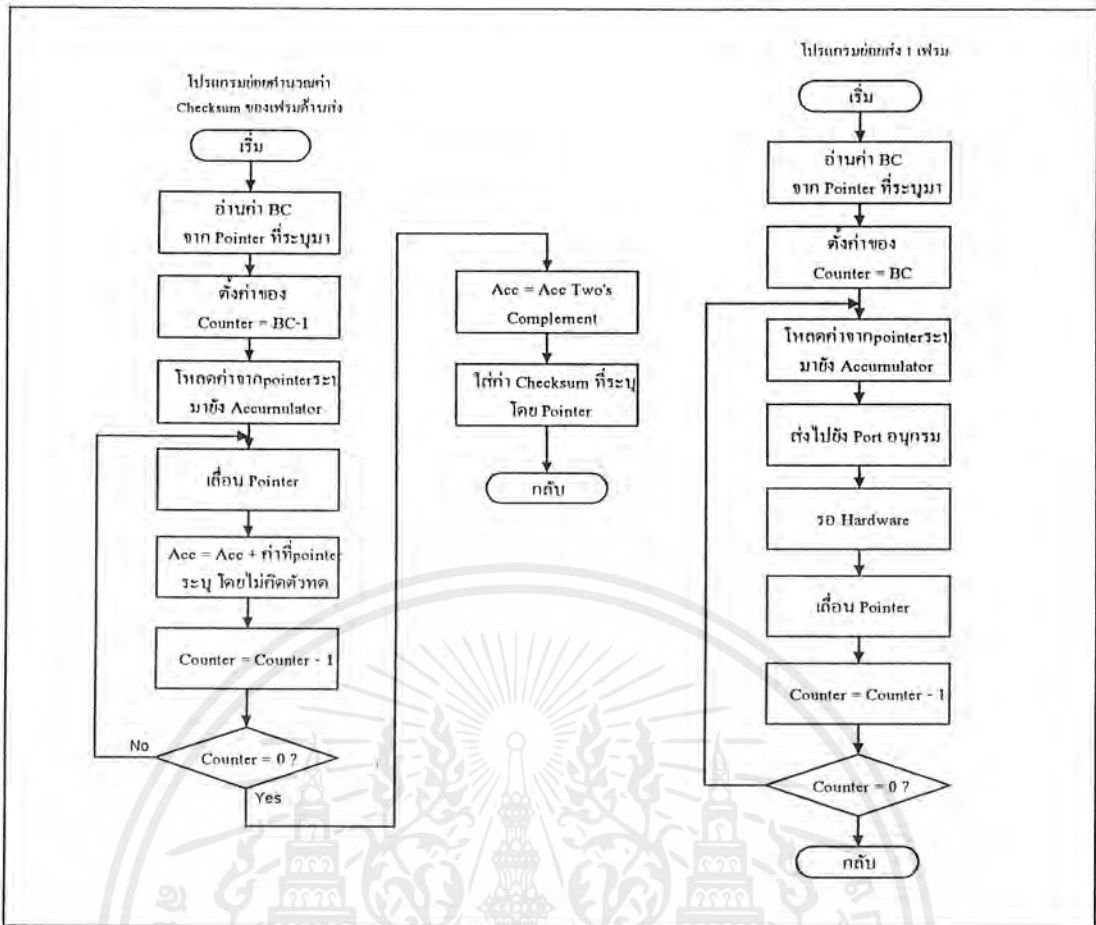 โปรแกรมย่อยคำนวณค่า
Checksum ของเฟรมด้านส่ง
เริ่ม
อ่านค่า BC
จาก Pointer ที่ระบุมา
ตั้งค่าของ
Counter = BC-1
โหลดค่าจากpointerระบุ
มายัง Accumulator
เลื่อน Pointer
Acc = Acc + ค่าที่pointer
ระบุ โดยไม่คิดตัวทด
Counter = Counter - 1
Counter = 0 ?
No
Yes
Acc = Acc Two's
Complement
ใส่ค่า Checksum ที่ระบุ
โดย Pointer
กลับ
โปรแกรมย่อยส่ง 1 เฟรม
เริ่ม
อ่านค่า BC
จาก Pointer ที่ระบุมา
ตั้งค่าของ
Counter = BC
โหลดค่าจากpointerระบุ
มายัง Accumulator
ส่งไปยัง Port อนุกรม
รอ Hardware
เลื่อน Pointer
Counter = Counter - 1
Counter = 0 ?
กลับ